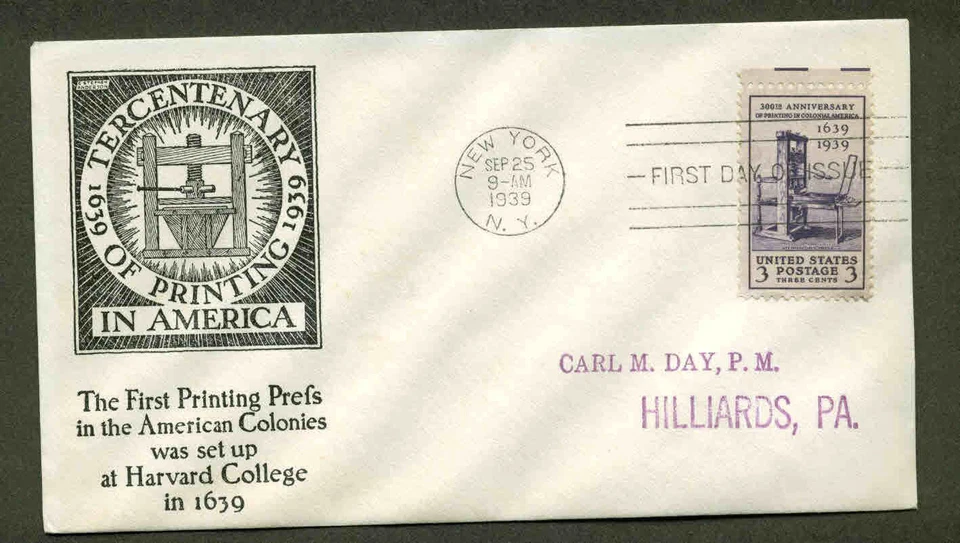 TERCENTENARY
1639 OF PRINTING 1939
IN AMERICA
The First Printing Preſs
in the American Colonies
was set up
at Harvard College
in 1639
NEW YORK
SEP 25
9-AM
1939
N. Y.
FIRST DAY OF ISSUE
300TH ANNIVERSARY
OF PRINTING IN COLONIAL AMERICA
1639
1939
UNITED STATES
3 POSTAGE 3
THREE CENTS
CARL M. DAY, P. M.
HILLIARDS, PA.